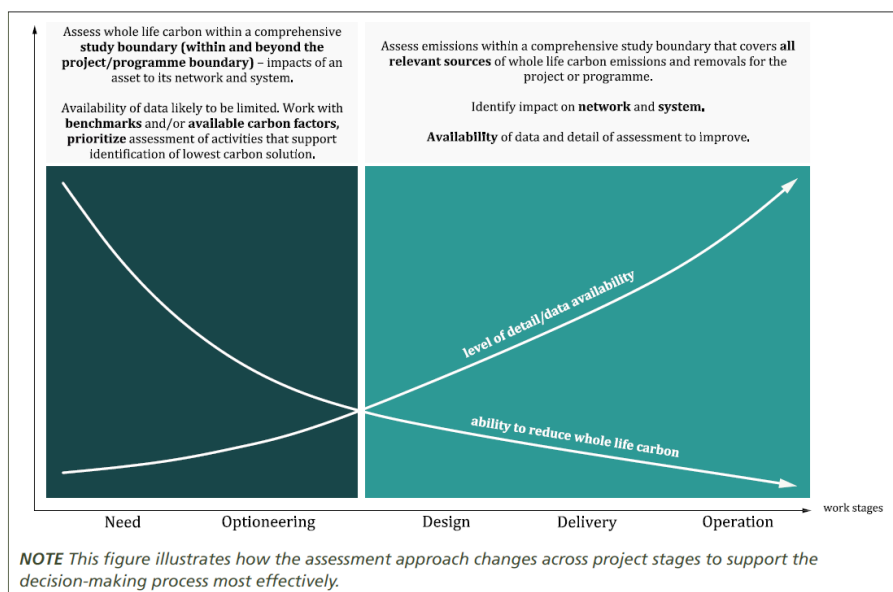 Assess whole life carbon within a comprehensive
study boundary (within and beyond the
project/programme boundary) – impacts of an
asset to its network and system.
Availability of data likely to be limited. Work with
benchmarks and/or available carbon factors,
prioritize assessment of activities that support
identification of lowest carbon solution.
Assess emissions within a comprehensive study boundary that covers all
relevant sources of whole life carbon emissions and removals for the
project or programme.
Identify impact on network and system.
Availability of data and detail of assessment to improve.
level of detail/data availability
ability to reduce whole life carbon
work stages
Need
Optioneering
Design
Delivery
Operation
NOTE This figure illustrates how the assessment approach changes across project stages to support the
decision-making process most effectively.